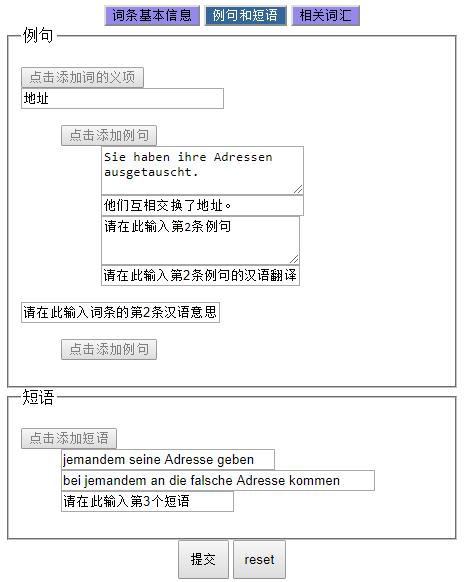 词条基本信息 例句和短语 相关词汇
例句
点击添加词的义项
地址
点击添加例句
Sie haben ihre Adressen
ausgetauscht.
他们互相交换了地址。
请在此输入第2条例句
请在此输入第2条例句的汉语翻译
请在此输入词条的第2条汉语意思
点击添加例句
短语
点击添加短语
jemandem seine Adresse geben
bei jemandem an die falsche Adresse kommen
请在此输入第3个短语
提交 reset